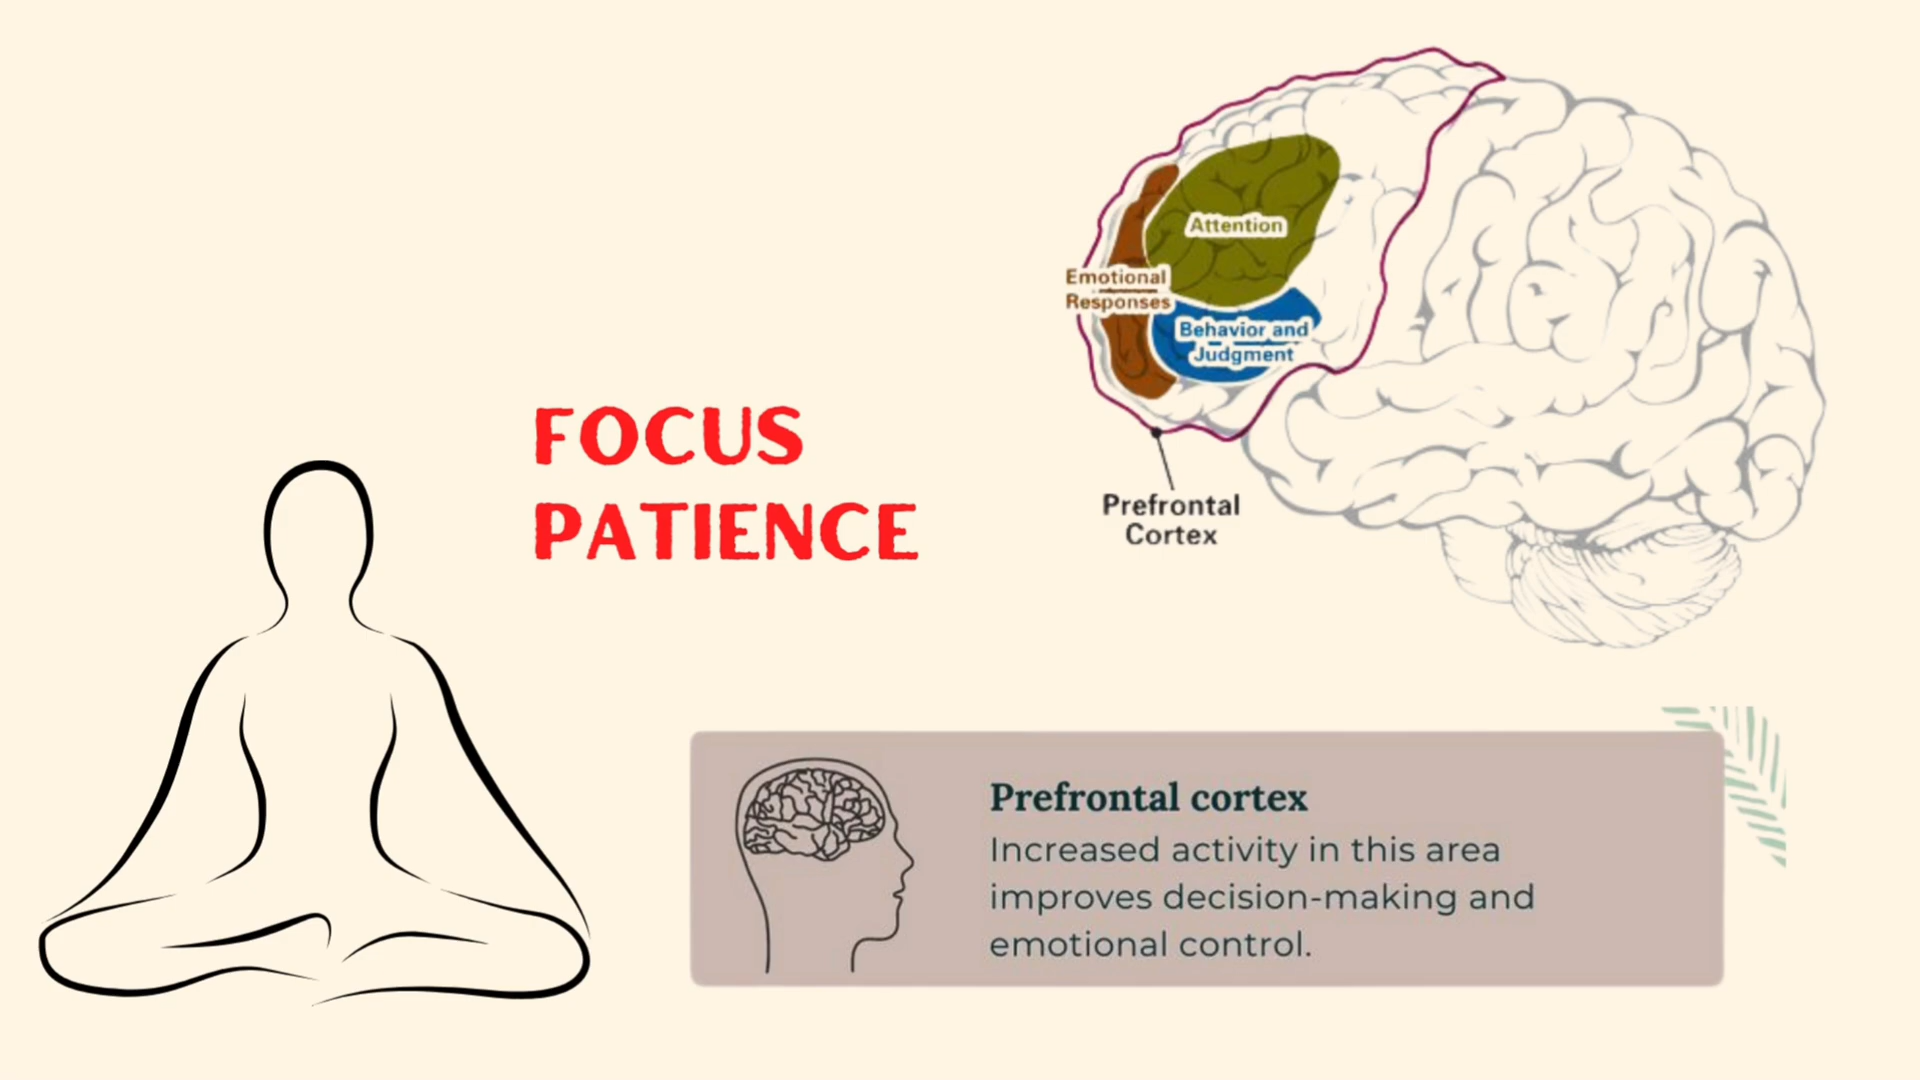 FOCUS
PATIENCE
Attention
Emotional
Responses
Behavior and
Judgment
Prefrontal
Cortex
Prefrontal cortex
Increased activity in this area
improves decision-making and
emotional control.